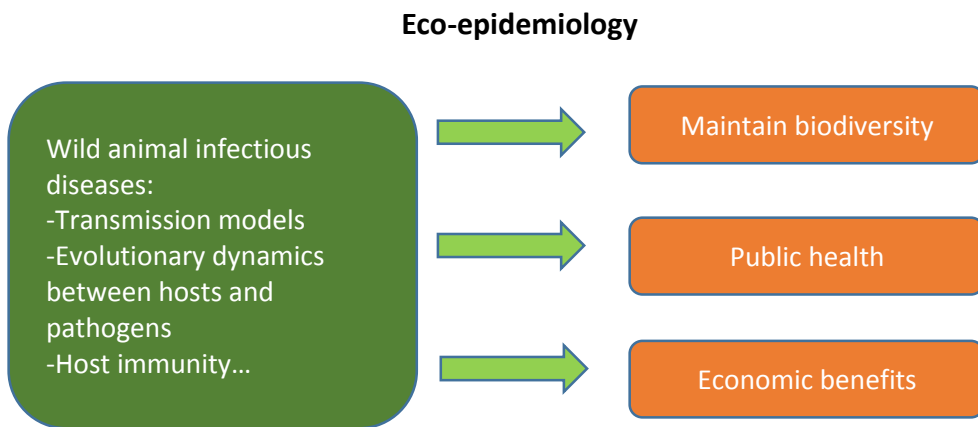 Eco-epidemiology
Wild animal infectious
diseases:
-Transmission models
-Evolutionary dynamics
between hosts and
pathogens
-Host immunity…
Maintain biodiversity
Public health
Economic benefits